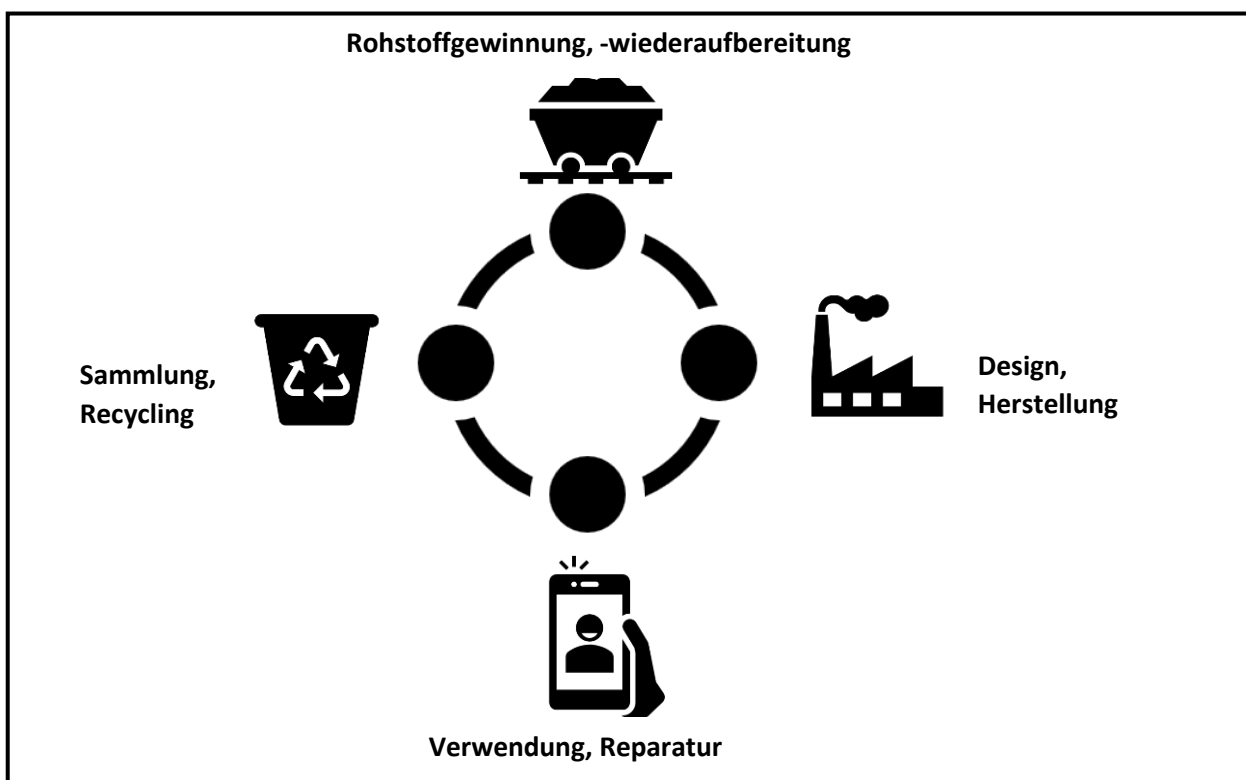 Rohstoffgewinnung, -wiederaufbereitung
Sammlung,
Recycling
Design,
Herstellung
Verwendung, Reparatur